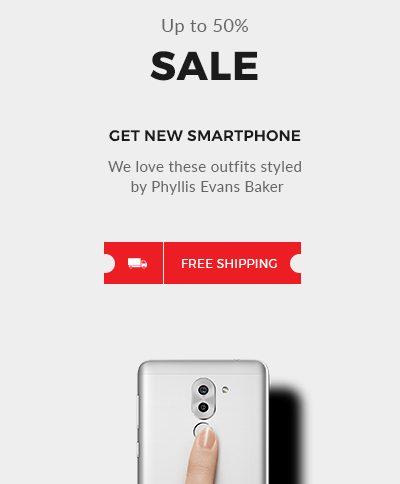 Up to 50%
SALE
GET NEW SMARTPHONE
We love these outfits styled
by Phyllis Evans Baker
FREE SHIPPING